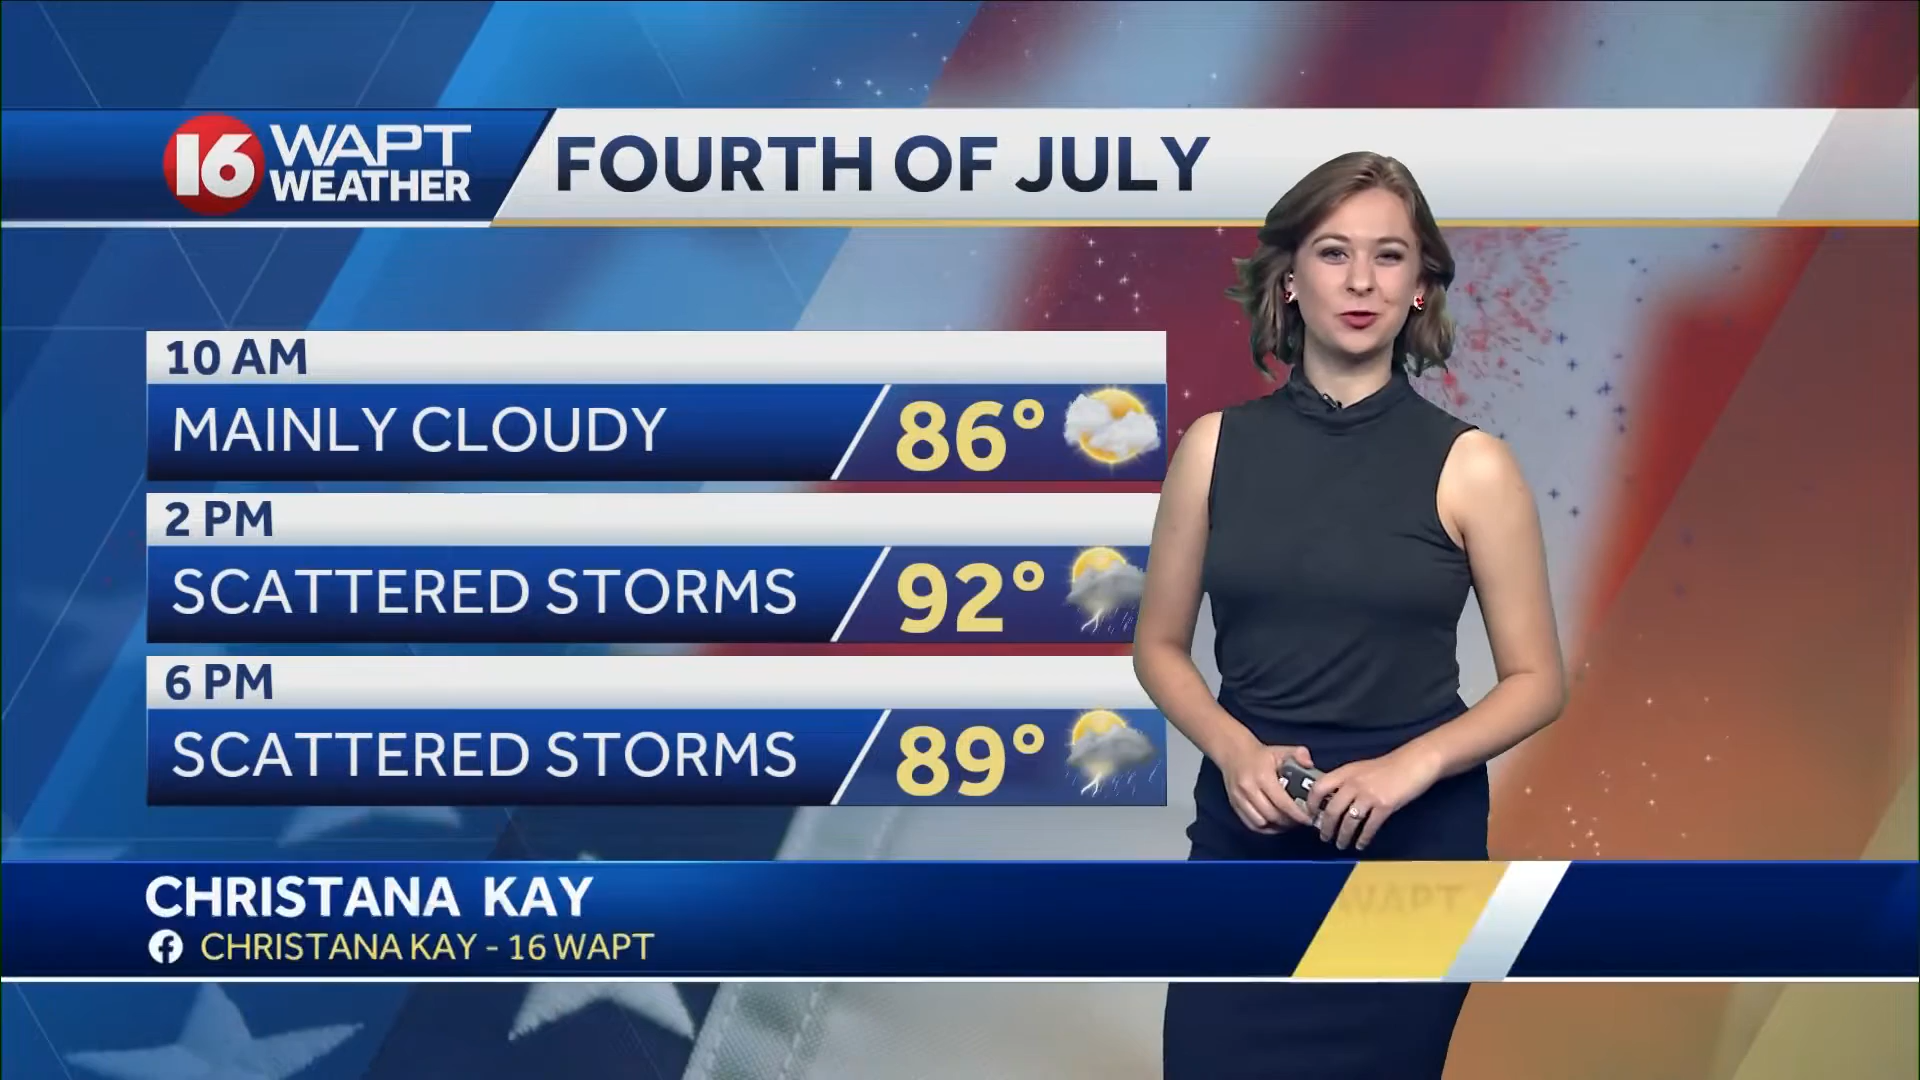 16 WAPT
WEATHER
FOURTH OF JULY
10 AM
MAINLY CLOUDY 86°
2 PM
SCATTERED STORMS 92°
6 PM
SCATTERED STORMS 89°
CHRISTANA KAY
CHRISTANA KAY - 16 WAPT
WAPT